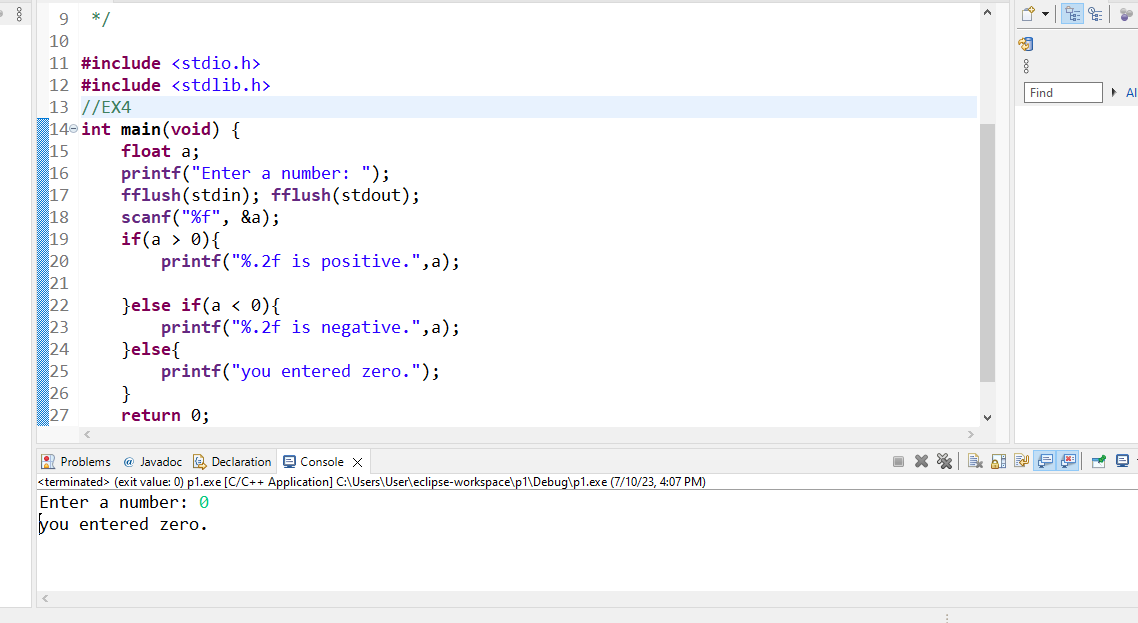 9 */
10
11 #include <stdio.h>
12 #include <stdlib.h>
13 //EX4
14 int main(void) {
15 float a;
16 printf("Enter a number: ");
17 fflush(stdin); fflush(stdout);
18 scanf("%f", &a);
19 if(a > 0){
20 printf("%.2f is positive.",a);
21
22 }else if(a < 0){
23 printf("%.2f is negative.",a);
24 }else{
25 printf("you entered zero.");
26 }
27 return 0;
Find Al
Problems @ Javadoc Declaration Console
<terminated> (exit value: 0) p1.exe [C/C++ Application] C:\Users\User\eclipse-workspace\p1\Debug\p1.exe (7/10/23, 4:07 PM)
Enter a number: 0
you entered zero.